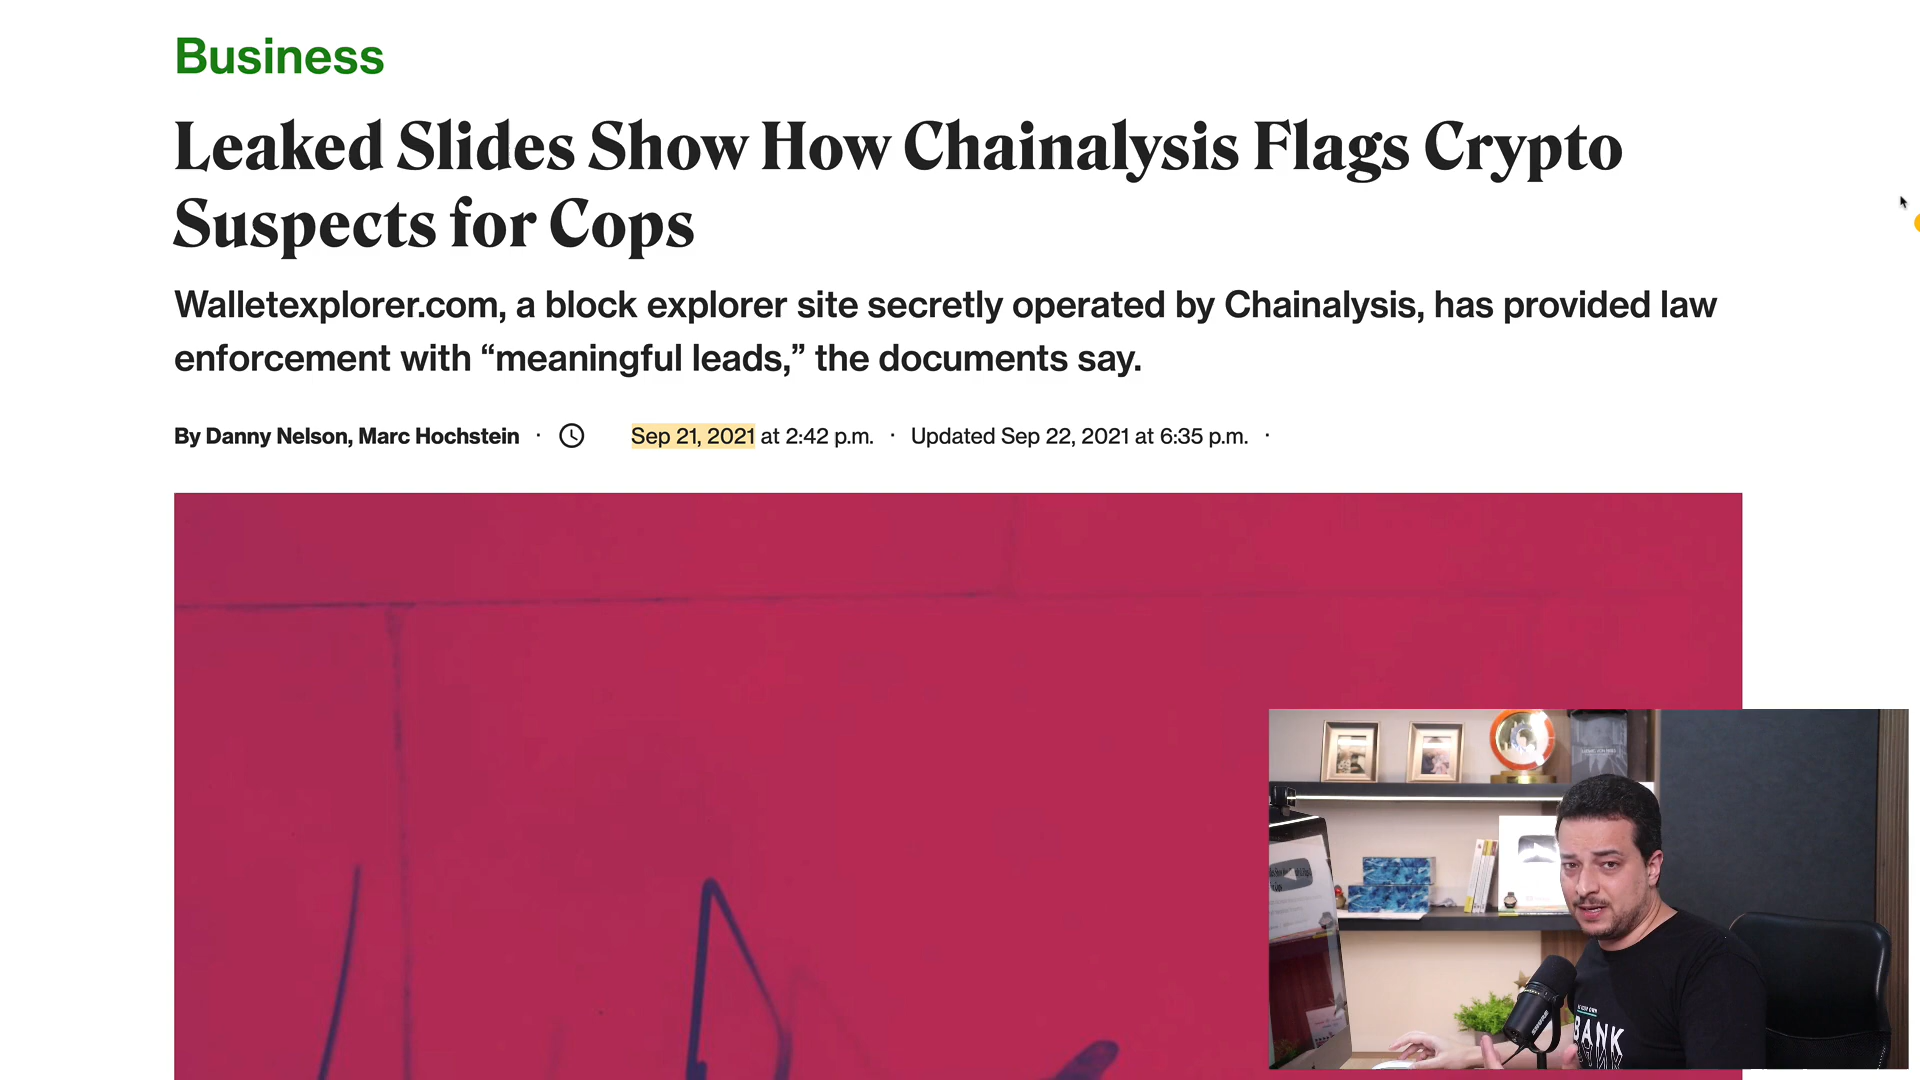 Business
Leaked Slides Show How Chainalysis Flags Crypto
Suspects for Cops
Walletexplorer.com, a block explorer site secretly operated by Chainalysis, has provided law
enforcement with “meaningful leads,” the documents say.
By Danny Nelson, Marc Hochstein · Sep 21, 2021 at 2:42 p.m. · Updated Sep 22, 2021 at 6:35 p.m. ·
BANK